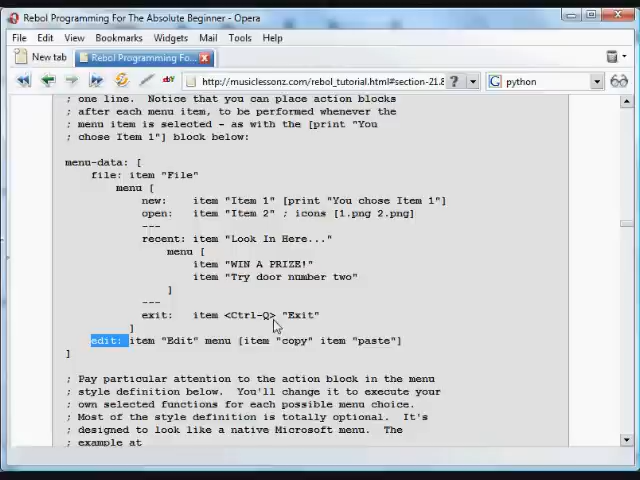 Rebol Programming For The Absolute Beginner - Opera
File Edit View Bookmarks Widgets Mail Tools Help
New tab Rebol Programming For The Absolute B...
http://musiclessonz.com/rebol_tutorial.html#section-21.8 ? python
; one line.  Notice that you can place action blocks
; after each menu item, to be performed whenever the
; menu item is selected - as with the [print "You
; chose Item 1"] block below:
menu-data: [
file: item "File"
menu [
new: item "Item 1" [print "You chose Item 1"]
open: item "Item 2" ; icons [1.png 2.png]
---
recent: item "Look In Here..."
menu [
item "WIN A PRIZE!"
item "Try door number two"
]
---
exit: item <Ctrl-Q> "Exit"
]
edit: item "Edit" menu [item "copy" item "paste"]
]
; Pay particular attention to the action block in the menu
; style definition below.  You'll change it to execute your
; own selected functions for each possible menu choice.
; Most of the style definition is totally optional.  It's
; designed to look like a native Microsoft menu.  The
; example at